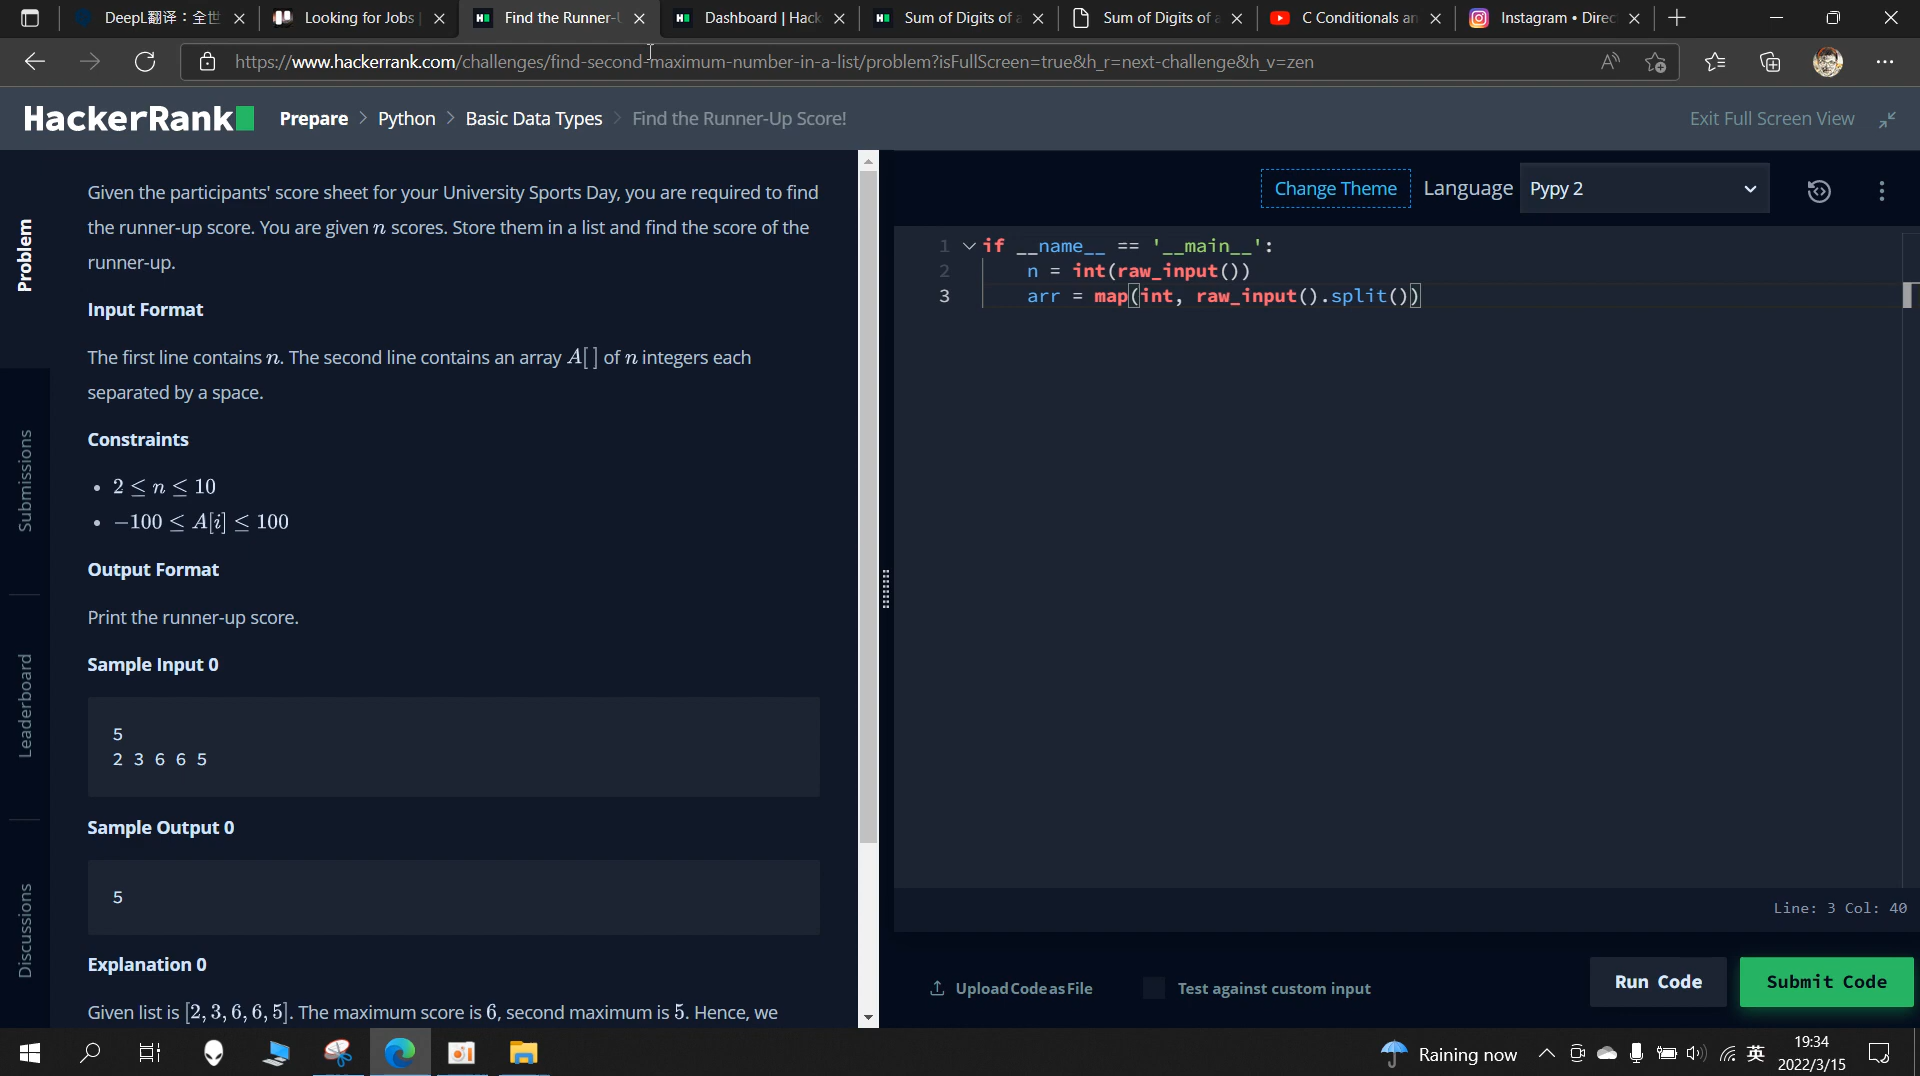 DeepL翻译：全世
Looking for Jobs
Find the Runner-U
Dashboard | Hack
Sum of Digits of a
Sum of Digits of a
C Conditionals an
Instagram • Direc
https://www.hackerrank.com/challenges/find-second-maximum-number-in-a-list/problem?isFullScreen=true&h_r=next-challenge&h_v=zen
HackerRank
Prepare > Python > Basic Data Types > Find the Runner-Up Score!
Exit Full Screen View
Problem
Submissions
Leaderboard
Discussions
Given the participants' score sheet for your University Sports Day, you are required to find
the runner-up score. You are given n scores. Store them in a list and find the score of the
runner-up.
Input Format
The first line contains n. The second line contains an array A[ ] of n integers each
separated by a space.
Constraints
• 2 ≤ n ≤ 10
• −100 ≤ A[i] ≤ 100
Output Format
Print the runner-up score.
Sample Input 0
5
2 3 6 6 5
Sample Output 0
5
Explanation 0
Given list is [2, 3, 6, 6, 5]. The maximum score is 6, second maximum is 5. Hence, we
Change Theme Language Pypy 2
1 if __name__ == '__main__':
2 n = int(raw_input())
3 arr = map(int, raw_input().split())
Line: 3 Col: 40
Upload Code as File
Test against custom input
Run Code
Submit Code
Raining now
英
19:34
2022/3/15